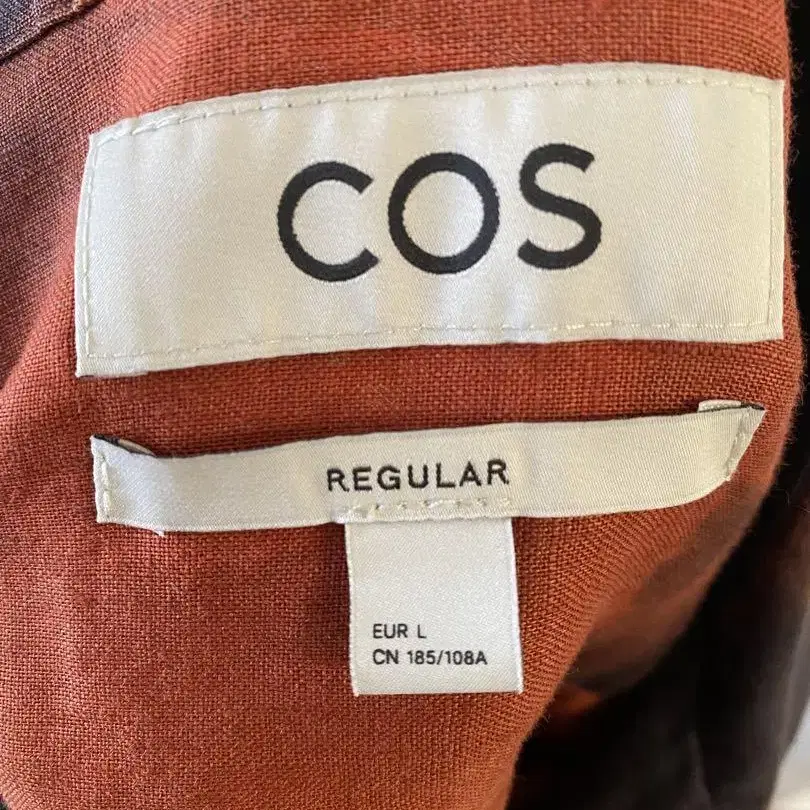 COS
REGULAR
EUR L
CN 185/108A